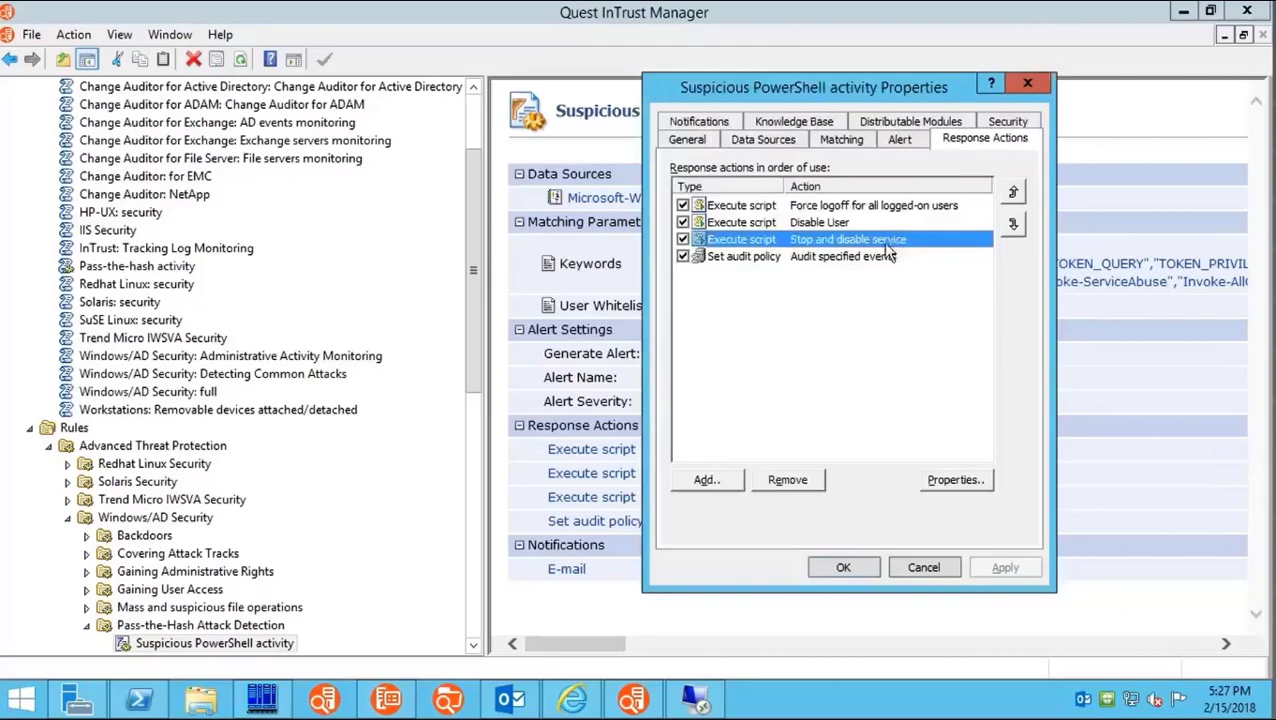 Quest InTrust Manager
File Action View Window Help
Change Auditor for Active Directory: Change Auditor for Active Directory
Change Auditor for ADAM: Change Auditor for ADAM
Change Auditor for Exchange: AD events monitoring
Change Auditor for Exchange: Exchange servers monitoring
Change Auditor for File Server: File servers monitoring
Change Auditor: for EMC
Change Auditor: NetApp
HP-UX: security
IIS Security
InTrust: Tracking Log Monitoring
Pass-the-hash activity
Redhat Linux: security
Solaris: security
SuSE Linux: security
Trend Micro IWSVA Security
Windows/AD Security: Administrative Activity Monitoring
Windows/AD Security: Detecting Common Attacks
Windows/AD Security: full
Workstations: Removable devices attached/detached
Rules
Advanced Threat Protection
Redhat Linux Security
Solaris Security
Trend Micro IWSVA Security
Windows/AD Security
Backdoors
Covering Attack Tracks
Gaining Administrative Rights
Gaining User Access
Mass and suspicious file operations
Pass-the-Hash Attack Detection
Suspicious PowerShell activity
Suspicious
Data Sources
Microsoft-W
Matching Paramet
Keywords
TOKEN_QUERY","TOKEN_PRIVIL
oke-ServiceAbuse","Invoke-AllC
User Whitelis
Alert Settings
Generate Alert:
Alert Name:
Alert Severity:
Response Actions
Execute script
Execute script
Execute script
Set audit policy
Notifications
E-mail
Suspicious PowerShell activity Properties
?
Notifications Knowledge Base Distributable Modules Security
General Data Sources Matching Alert Response Actions
Response actions in order of use:
Type Action
Execute script Force logoff for all logged-on users
Execute script Disable User
Execute script Stop and disable service
Set audit policy Audit specified events
Add.. Remove Properties..
OK Cancel Apply
5:27 PM
2/15/2018